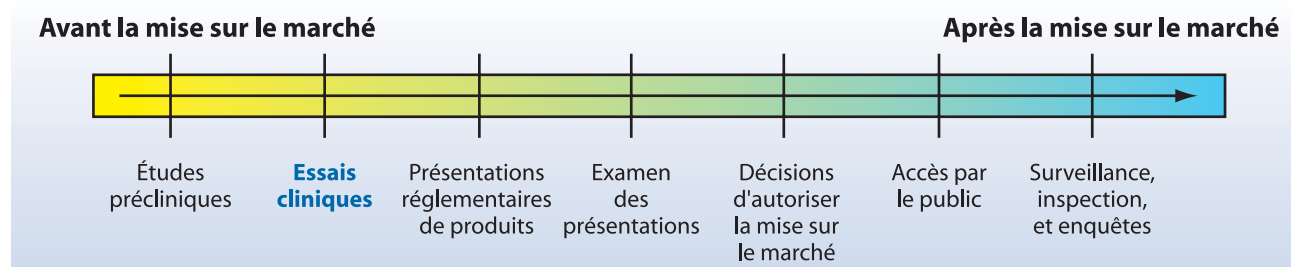 Avant la mise sur le marché
Après la mise sur le marché
Études
précliniques
Essais
cliniques
Présentations
réglementaires
de produits
Examen
des
présentations
Décisions
d'autoriser
la mise sur
le marché
Accès par
le public
Surveillance,
inspection,
et enquêtes